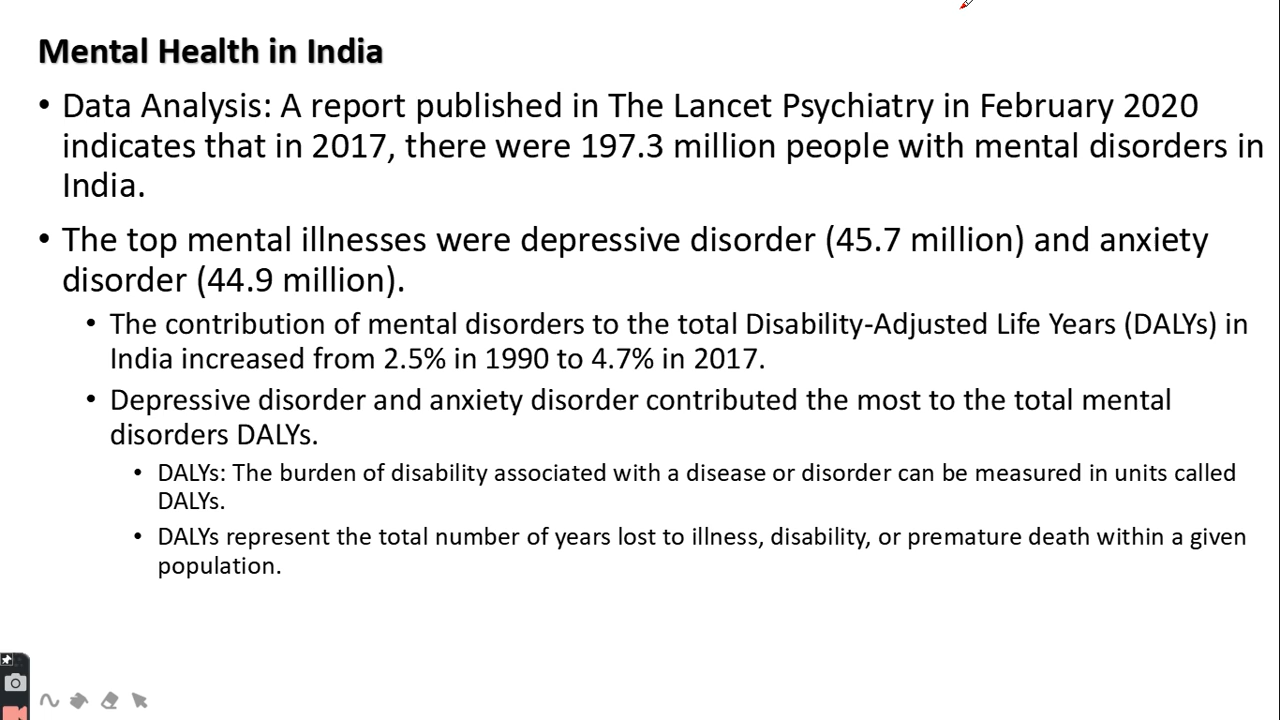 Mental Health in India
• Data Analysis: A report published in The Lancet Psychiatry in February 2020
indicates that in 2017, there were 197.3 million people with mental disorders in
India.
• The top mental illnesses were depressive disorder (45.7 million) and anxiety
disorder (44.9 million).
• The contribution of mental disorders to the total Disability-Adjusted Life Years (DALYs) in
India increased from 2.5% in 1990 to 4.7% in 2017.
• Depressive disorder and anxiety disorder contributed the most to the total mental
disorders DALYs.
• DALYs: The burden of disability associated with a disease or disorder can be measured in units called
DALYs.
• DALYs represent the total number of years lost to illness, disability, or premature death within a given
population.